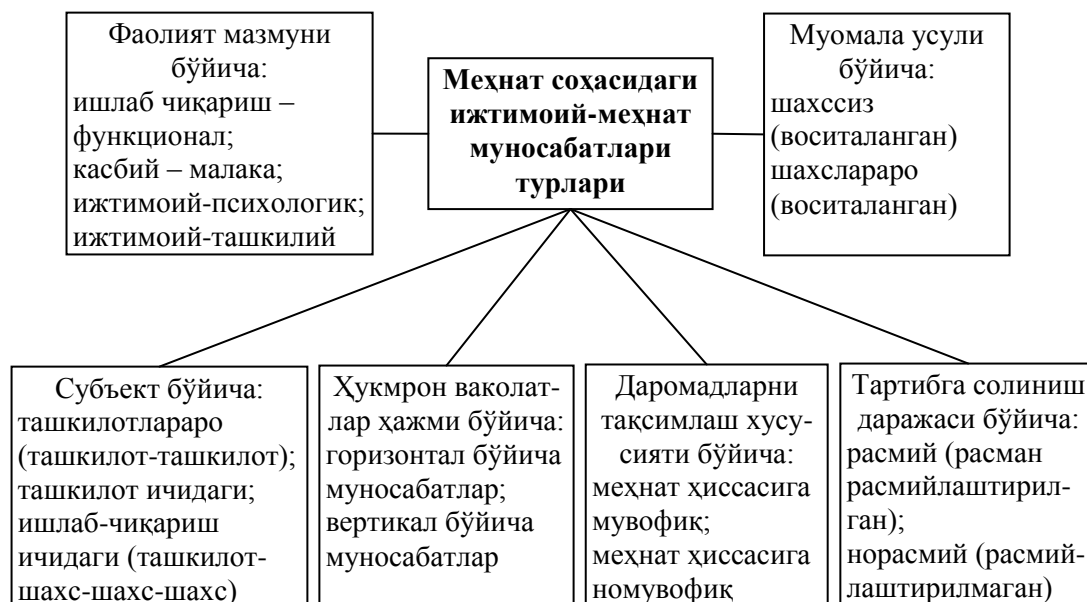 Фаолият мазмуни
бўйича:
ишлаб чиқариш –
функционал;
касбий – малака;
ижтимоий-психологик;
ижтимоий-ташкилий
Меҳнат соҳасидаги
ижтимоий-меҳнат
муносабатлари
турлари
Муомала усули
бўйича:
шахссиз
(воситаланган)
шахслараро
(воситаланган)
Субъект бўйича:
ташкилотлараро
(ташкилот-ташкилот);
ташкилот ичидаги;
ишлаб-чиқариш
ичидаги (ташкилот-
шахс-шахс-шахс)
Ҳукмрон ваколат-
лар ҳажми бўйича:
горизонтал бўйича
муносабатлар;
вертикал бўйича
муносабатлар
Даромадларни
тақсимлаш хусу-
сияти бўйича:
меҳнат ҳиссасига
мувофиқ;
меҳнат ҳиссасига
номувофиқ
Тартибга солиниш
даражаси бўйича:
расмий (расман
расмийлаштирил-
ган);
норасмий (расмий-
лаштирилмаган)